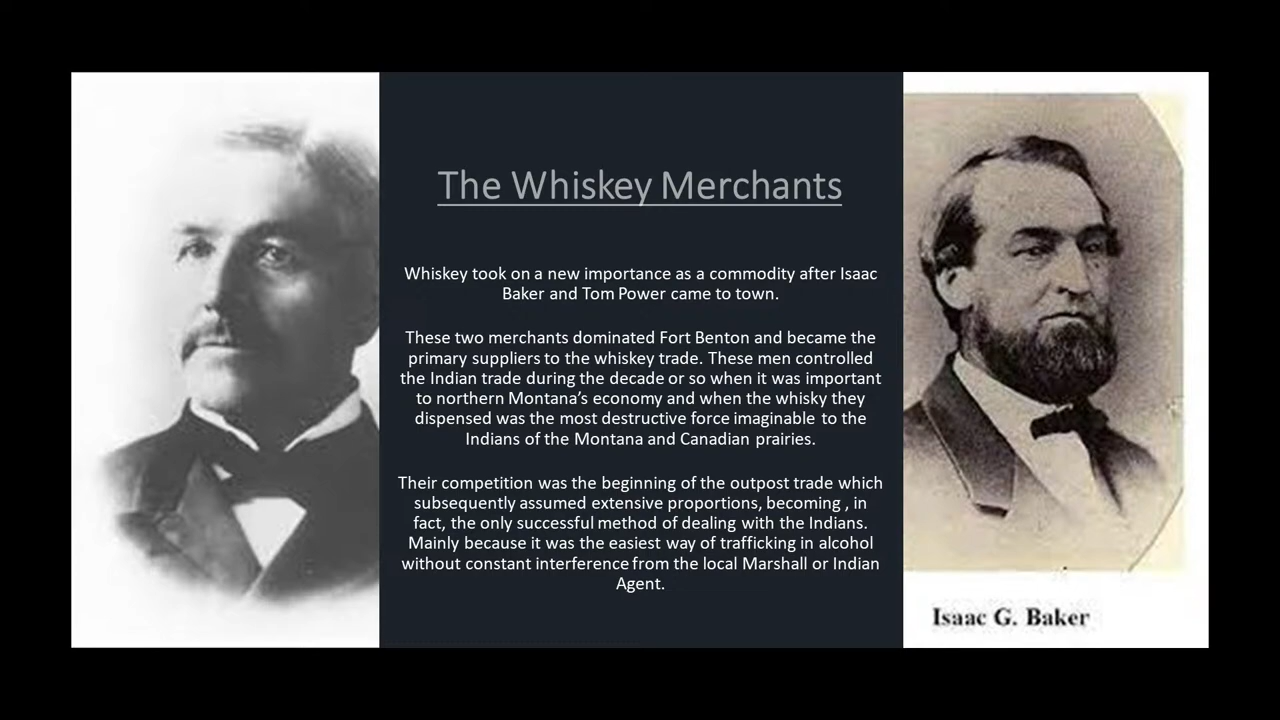 The Whiskey Merchants
Whiskey took on a new importance as a commodity after Isaac
Baker and Tom Power came to town.
These two merchants dominated Fort Benton and became the
primary suppliers to the whiskey trade. These men controlled
the Indian trade during the decade or so when it was important
to northern Montana’s economy and when the whisky they
dispensed was the most destructive force imaginable to the
Indians of the Montana and Canadian prairies.
Their competition was the beginning of the outpost trade which
subsequently assumed extensive proportions, becoming , in
fact, the only successful method of dealing with the Indians.
Mainly because it was the easiest way of trafficking in alcohol
without constant interference from the local Marshall or Indian
Agent.
Isaac G. Baker